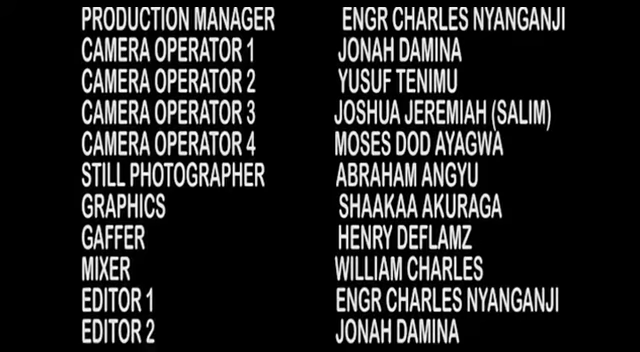 PRODUCTION MANAGER ENGR CHARLES NYANGANJI
CAMERA OPERATOR 1 JONAH DAMINA
CAMERA OPERATOR 2 YUSUF TENIMU
CAMERA OPERATOR 3 JOSHUA JEREMIAH (SALIM)
CAMERA OPERATOR 4 MOSES DOD AYAGWA
STILL PHOTOGRAPHER ABRAHAM ANGYU
GRAPHICS SHAAKAA AKURAGA
GAFFER HENRY DEFLAMZ
MIXER WILLIAM CHARLES
EDITOR 1 ENGR CHARLES NYANGANJI
EDITOR 2 JONAH DAMINA